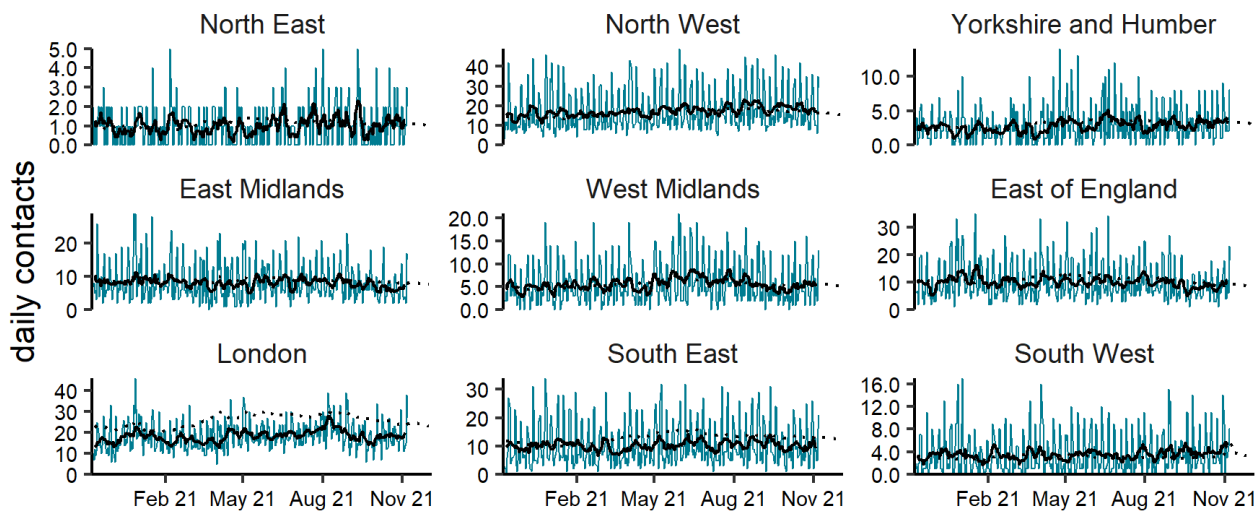 North East
North West
Yorkshire and Humber
5.0
4.0
3.0
2.0
1.0
0.0
40
30
20
10
0
10.0
5.0
0.0
East Midlands
West Midlands
East of England
20
10
0
20.0
15.0
10.0
5.0
0.0
30
20
10
0
daily contacts
London
South East
South West
40
30
20
10
0
30
20
10
0
16.0
12.0
8.0
4.0
0.0
Feb 21
May 21
Aug 21
Nov 21
Feb 21
May 21
Aug 21
Nov 21
Feb 21
May 21
Aug 21
Nov 21